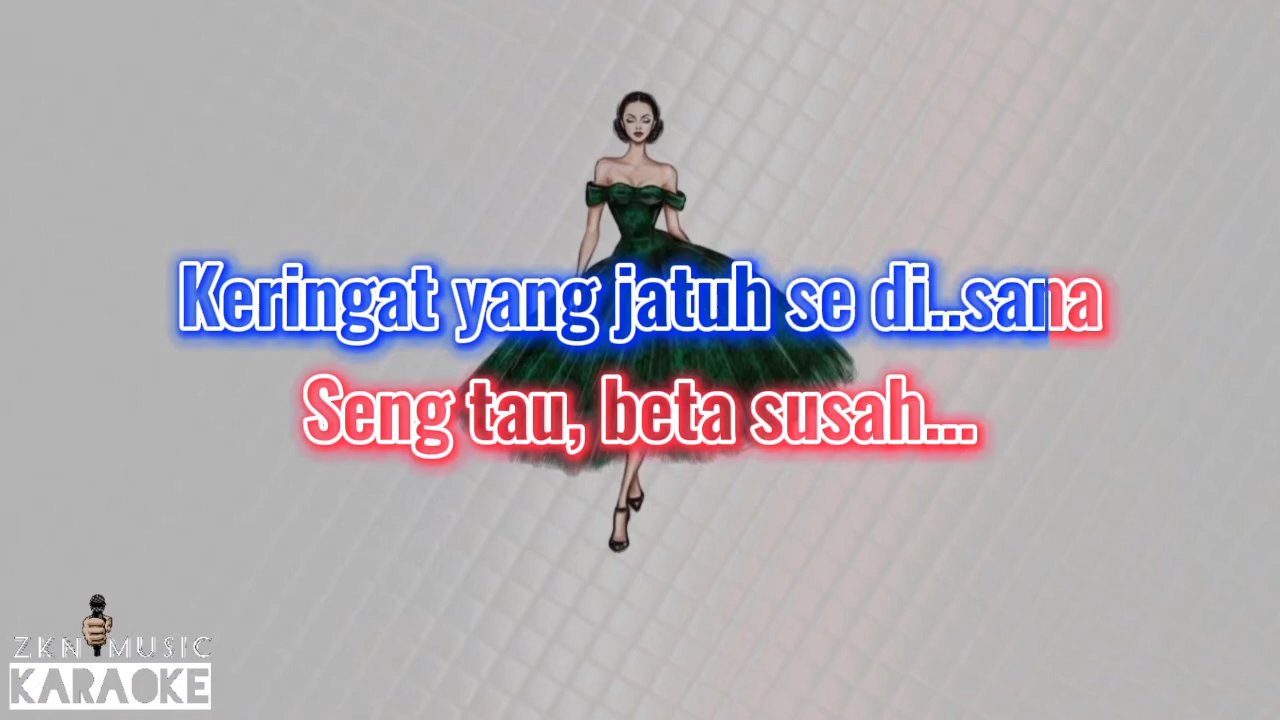 Keringat yang jatuh se di..sana
Seng tau, beta susah...
ZKN MUSIC
KARAOKE